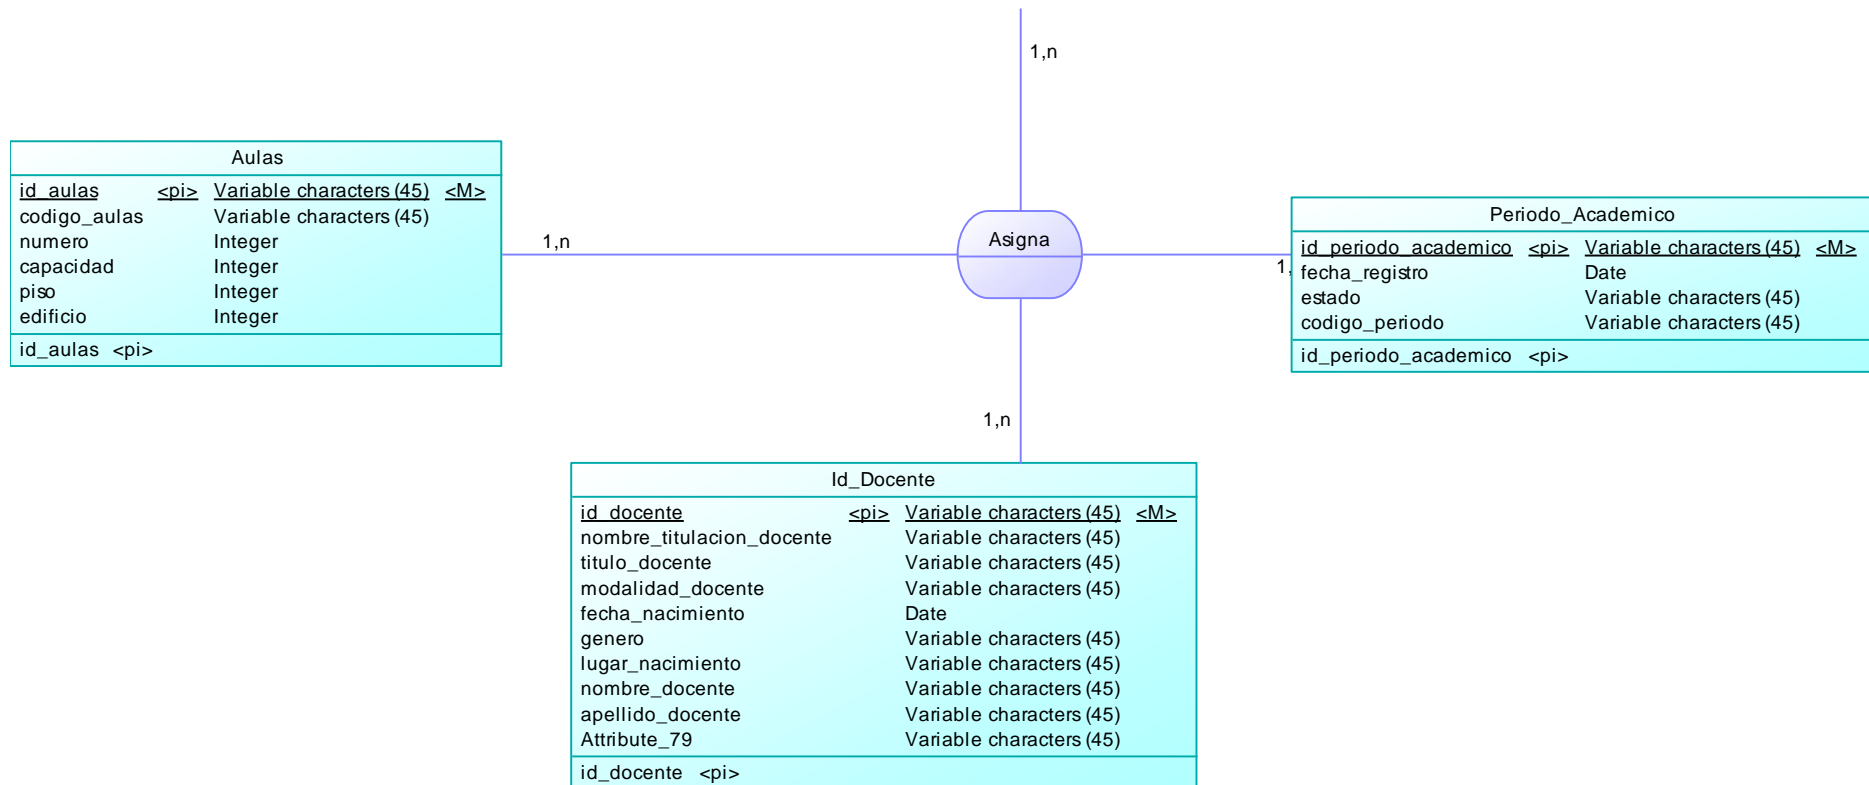 1,n
Aulas
id_aulas <pi> Variable characters (45) <M>
codigo_aulas Variable characters (45)
numero Integer
capacidad Integer
piso Integer
edificio Integer
id_aulas <pi>
1,n
Asigna
1,
Periodo_Academico
id_periodo_academico <pi> Variable characters (45) <M>
fecha_registro Date
estado Variable characters (45)
codigo_periodo Variable characters (45)
id_periodo_academico <pi>
1,n
Id_Docente
id_docente <pi> Variable characters (45) <M>
nombre_titulacion_docente Variable characters (45)
titulo_docente Variable characters (45)
modalidad_docente Variable characters (45)
fecha_nacimiento Date
genero Variable characters (45)
lugar_nacimiento Variable characters (45)
nombre_docente Variable characters (45)
apellido_docente Variable characters (45)
Attribute_79 Variable characters (45)
id_docente <pi>